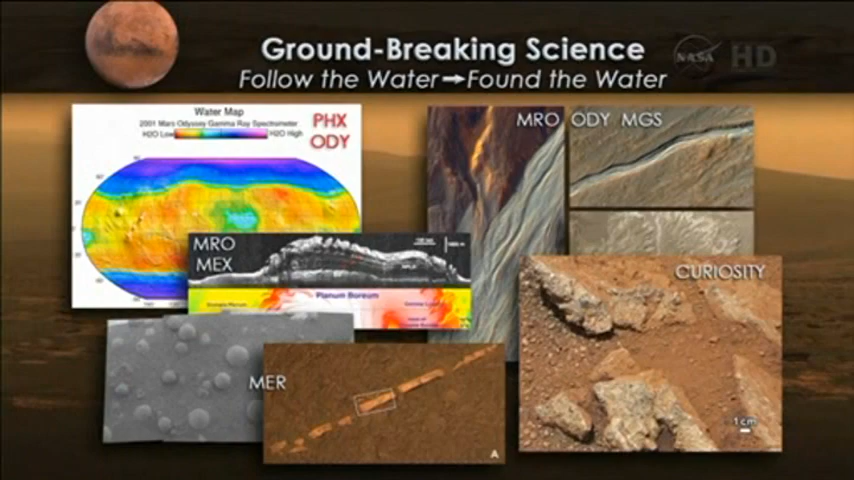 Ground-Breaking Science
Follow the Water➞Found the Water
NASA HD
Water Map
2001 Mars Odyssey Gamma Ray Spectrometer
H2O Low H2O High
PHX
ODY
MRO ODY MGS
MRO
MEX
Planum Boreum
CURIOSITY
MER
1 cm
A